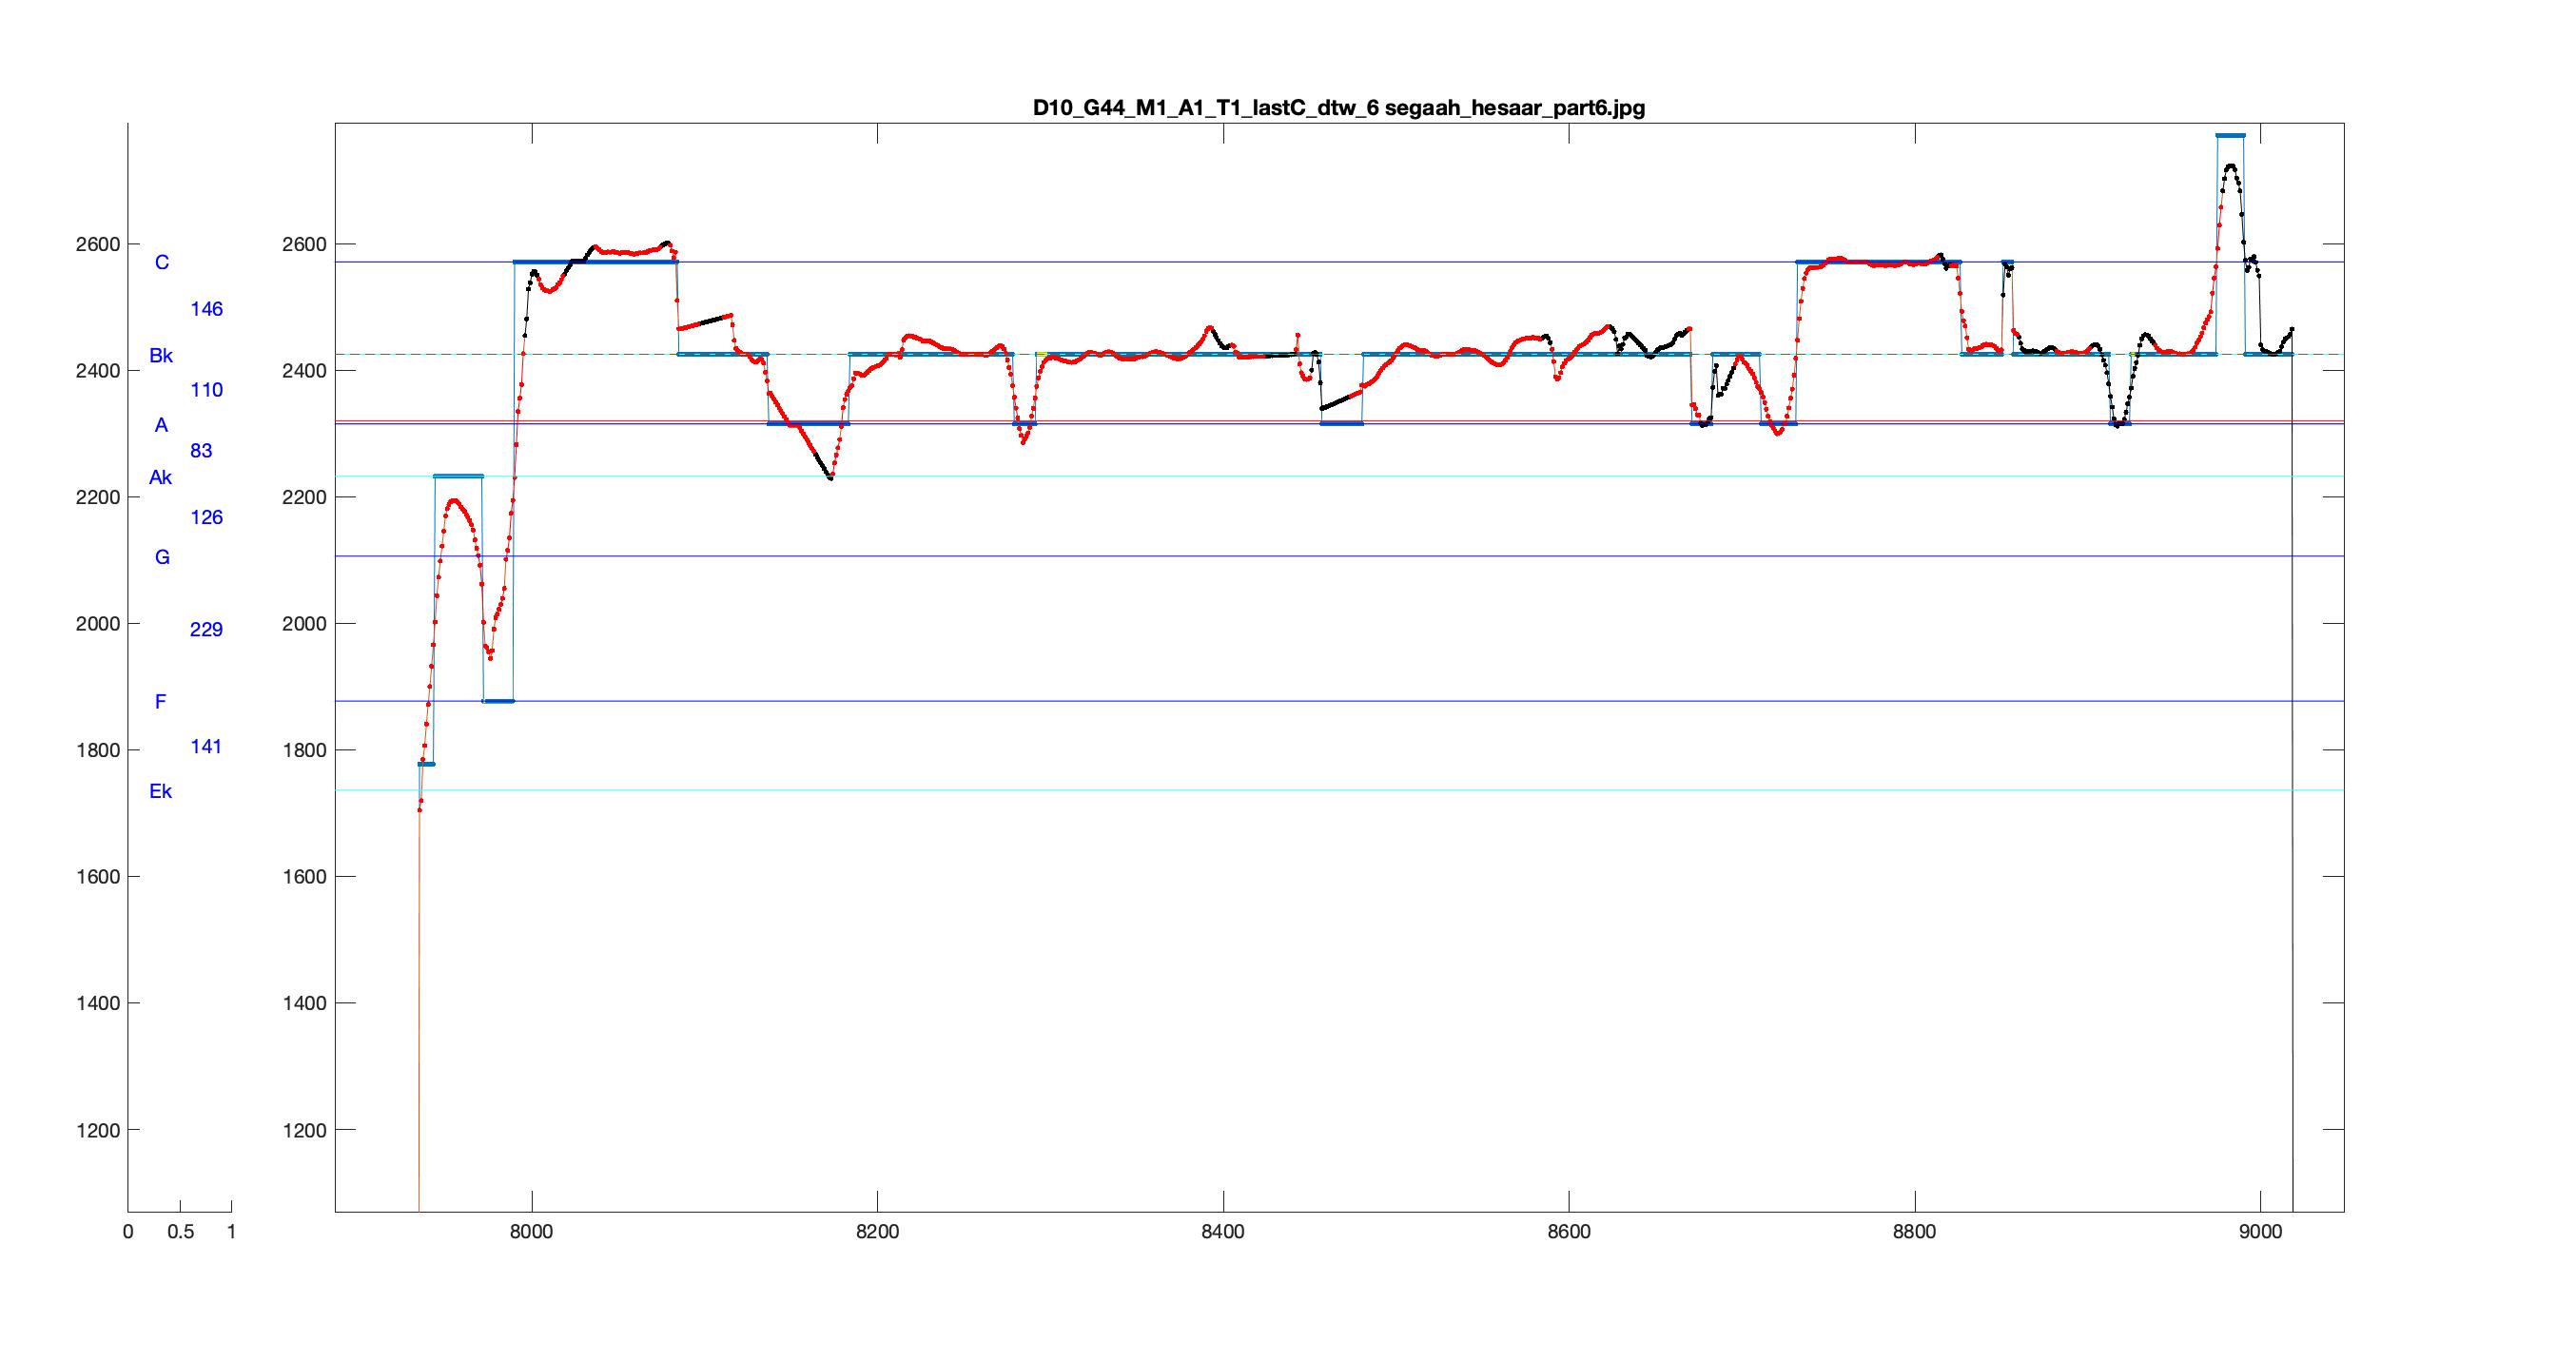 D10_G44_M1_A1_T1_lastC_dtw_6 segaah_hesaar_part6.jpg
2600 2600
C
146
Bk
2400 2400
110
A
83
Ak
2200 2200
126
G
2000 2000
229
F
1800 1800
141
Ek
1600 1600
1400 1400
1200 1200
0 0.5 1 8000 8200 8400 8600 8800 9000